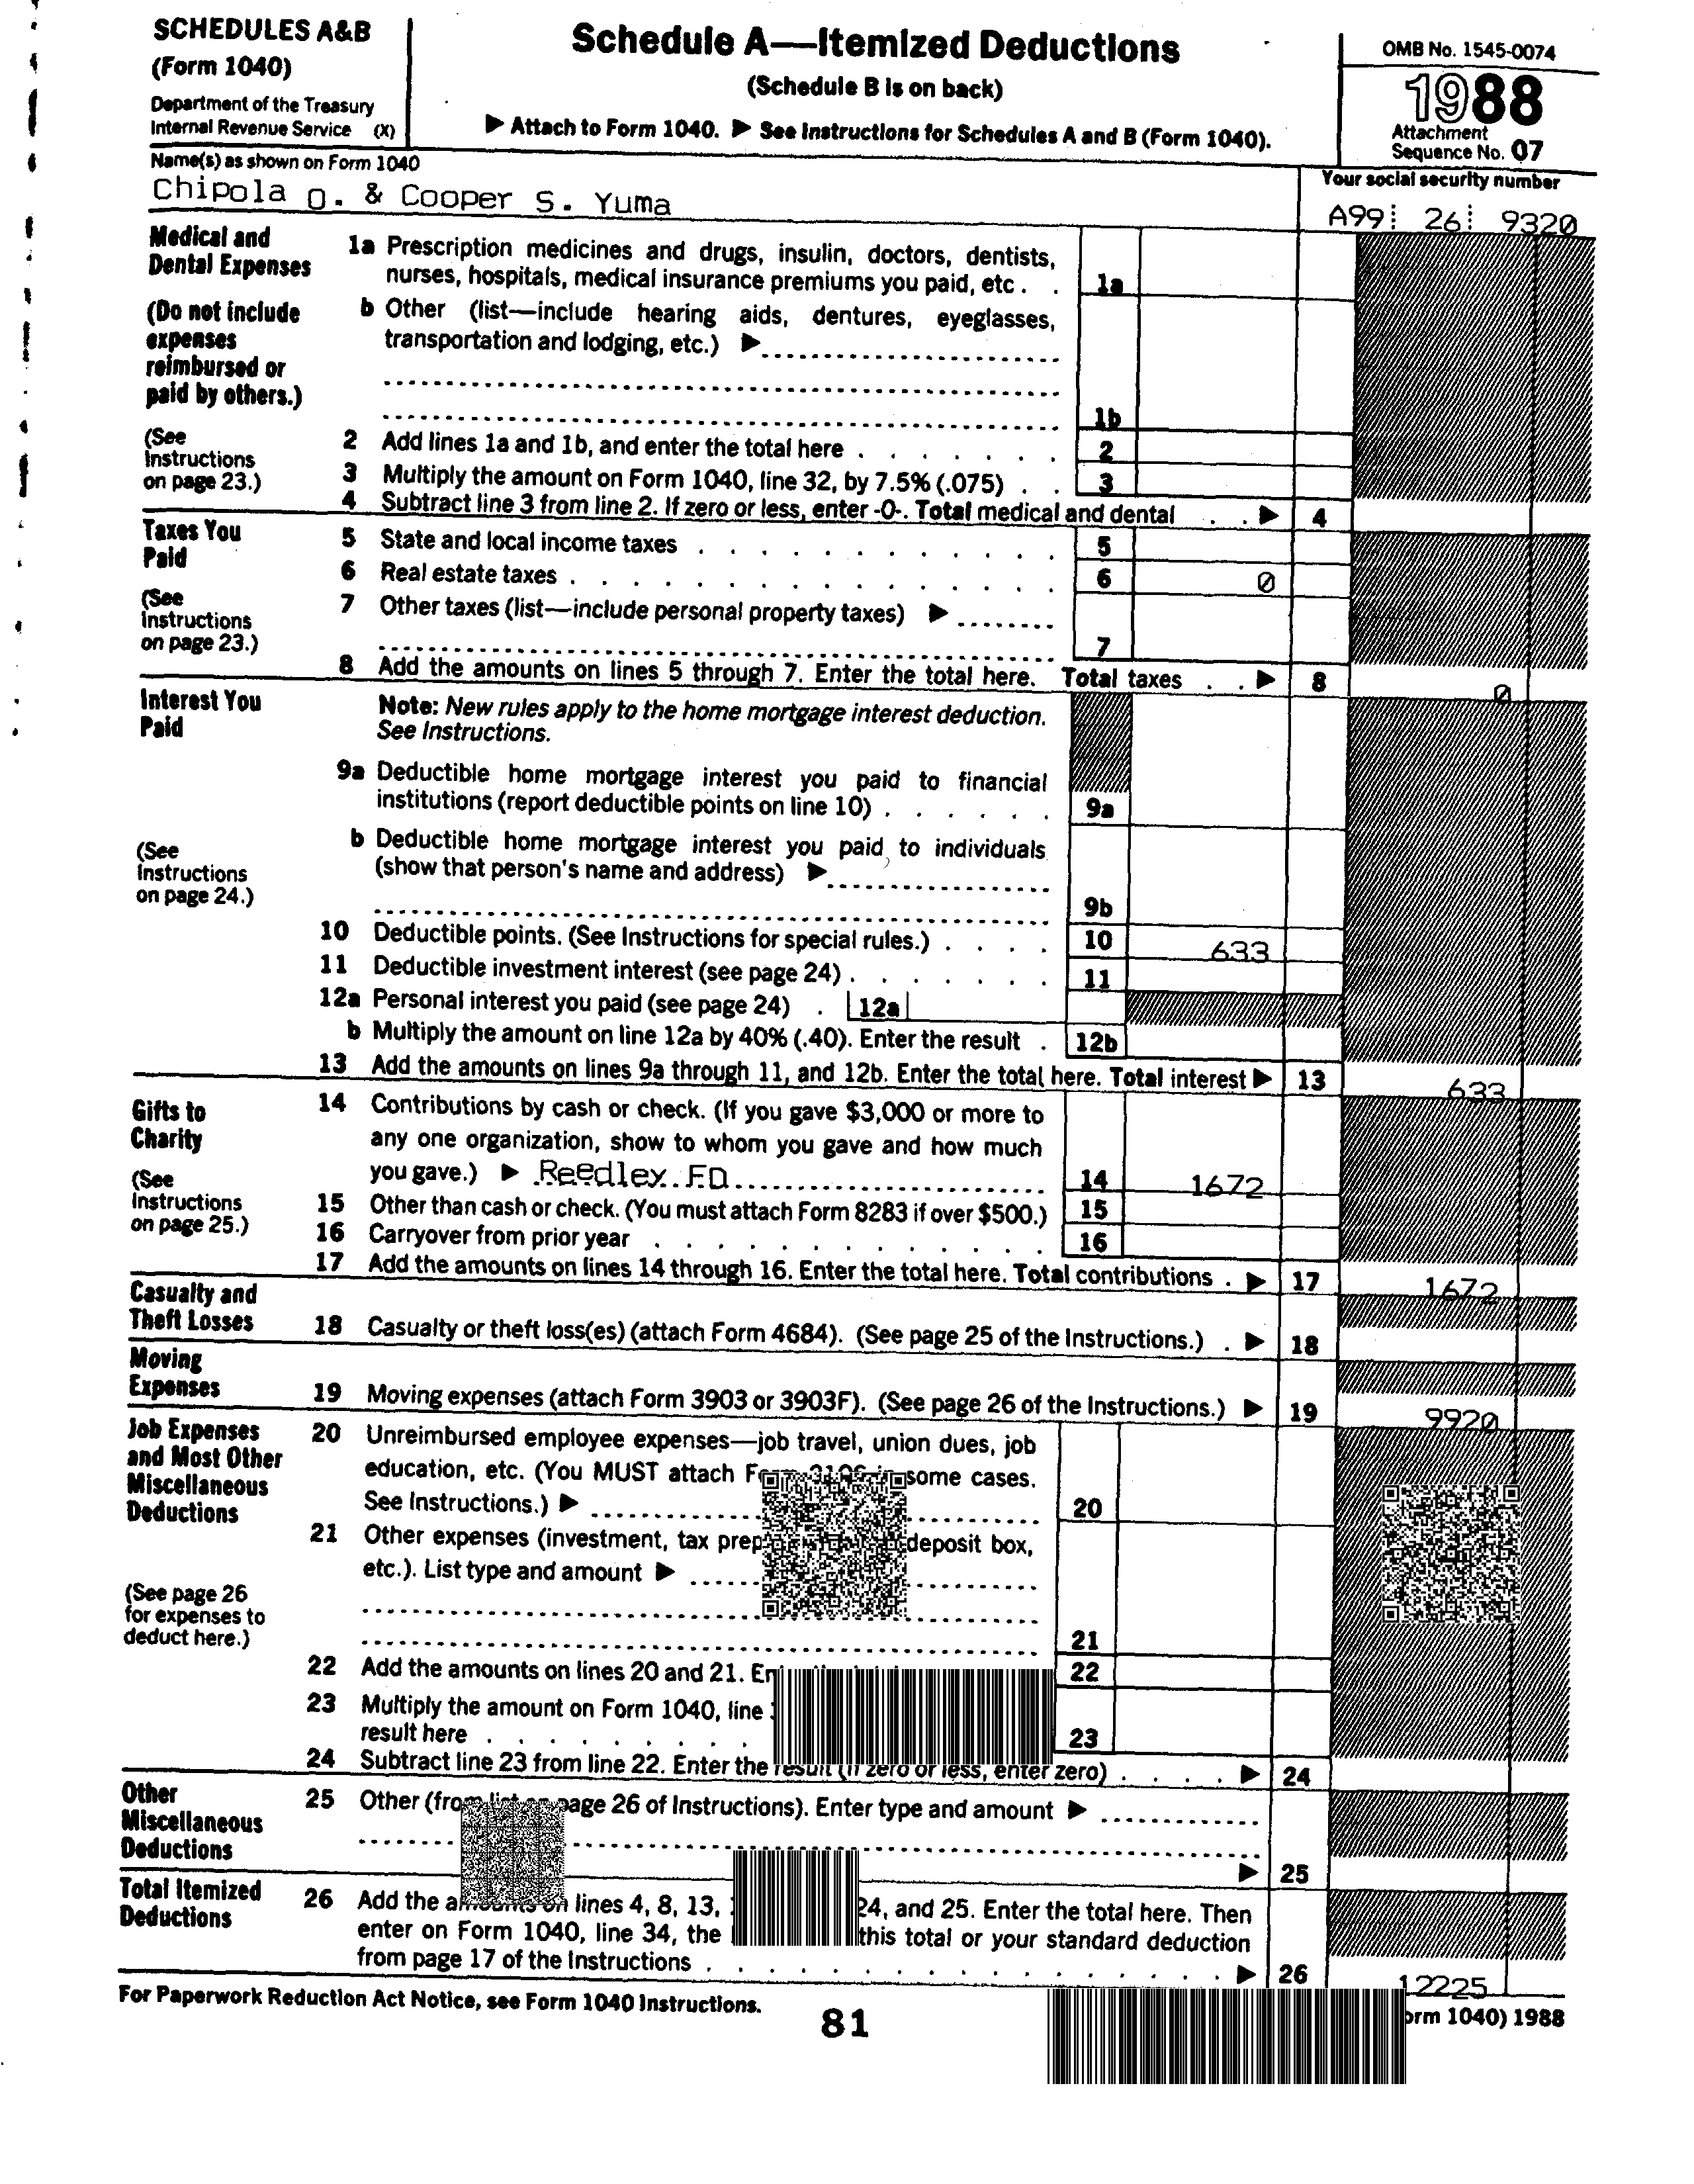 SCHEDULES A&B
(Form 1040)
Department of the Treasury
Internal Revenue Service (X)
Schedule A—Itemized Deductions
(Schedule B is on back)
▶ Attach to Form 1040. ▶ See Instructions for Schedules A and B (Form 1040).
OMB No. 1545-0074
1988
Attachment
Sequence No. 07
Name(s) as shown on Form 1040
Chipola O. & Cooper S. Yuma
Your social security number
A99 26 9320
Medical and
Dental Expenses
(Do not include
expenses
reimbursed or
paid by others.)
(See
Instructions
on page 23.)
1a Prescription medicines and drugs, insulin, doctors, dentists,
nurses, hospitals, medical insurance premiums you paid, etc . . 1a
b Other (list—include hearing aids, dentures, eyeglasses,
transportation and lodging, etc.) ▶
1b
2 Add lines 1a and 1b, and enter the total here . . . . . . . 2
3 Multiply the amount on Form 1040, line 32, by 7.5% (.075) . . 3
4 Subtract line 3 from line 2. If zero or less, enter -0-. Total medical and dental . . ▶ 4
Taxes You
Paid
(See
Instructions
on page 23.)
5 State and local income taxes . . . . . . . . . . . . 5
6 Real estate taxes . . . . . . . . . . . . . . . . 6 0
7 Other taxes (list—include personal property taxes) ▶
7
8 Add the amounts on lines 5 through 7. Enter the total here. Total taxes . . ▶ 8 0
Interest You
Paid
(See
Instructions
on page 24.)
Note: New rules apply to the home mortgage interest deduction.
See Instructions.
9a Deductible home mortgage interest you paid to financial
institutions (report deductible points on line 10) . . . . . . 9a
b Deductible home mortgage interest you paid to individuals
(show that person's name and address) ▶
9b
10 Deductible points. (See Instructions for special rules.) . . . . 10 633
11 Deductible investment interest (see page 24) . . . . . . . 11
12a Personal interest you paid (see page 24) . 12a
b Multiply the amount on line 12a by 40% (.40). Enter the result . 12b
13 Add the amounts on lines 9a through 11, and 12b. Enter the total here. Total interest ▶ 13 633
Gifts to
Charity
(See
Instructions
on page 25.)
14 Contributions by cash or check. (If you gave $3,000 or more to
any one organization, show to whom you gave and how much
you gave.) ▶ Reedley FD 14 1672
15 Other than cash or check. (You must attach Form 8283 if over $500.) 15
16 Carryover from prior year . . . . . . . . . . . . . 16
17 Add the amounts on lines 14 through 16. Enter the total here. Total contributions . ▶ 17 1672
Casualty and
Theft Losses
18 Casualty or theft loss(es) (attach Form 4684). (See page 25 of the Instructions.) . ▶ 18
Moving
Expenses
19 Moving expenses (attach Form 3903 or 3903F). (See page 26 of the Instructions.) ▶ 19 9920
Job Expenses
and Most Other
Miscellaneous
Deductions
(See page 26
for expenses to
deduct here.)
20 Unreimbursed employee expenses—job travel, union dues, job
education, etc. (You MUST attach some cases.
See Instructions.) ▶ 20
21 Other expenses (investment, tax deposit box,
etc.). List type and amount ▶
21
22 Add the amounts on lines 20 and 21. 22
23 Multiply the amount on Form 1040, line
result here . . . . . . . . . 23
24 Subtract line 23 from line 22. Enter the result (if zero or less, enter zero) . . . . ▶ 24
Other
Miscellaneous
Deductions
25 Other (from list on page 26 of Instructions). Enter type and amount ▶
▶ 25
Total Itemized
Deductions
26 Add the amounts on lines 4, 8, 13, 24, and 25. Enter the total here. Then
enter on Form 1040, line 34, the this total or your standard deduction
from page 17 of the Instructions . . . . . . . . . . . . . . . . . ▶ 26 12225
For Paperwork Reduction Act Notice, see Form 1040 Instructions.
81
1040) 1988